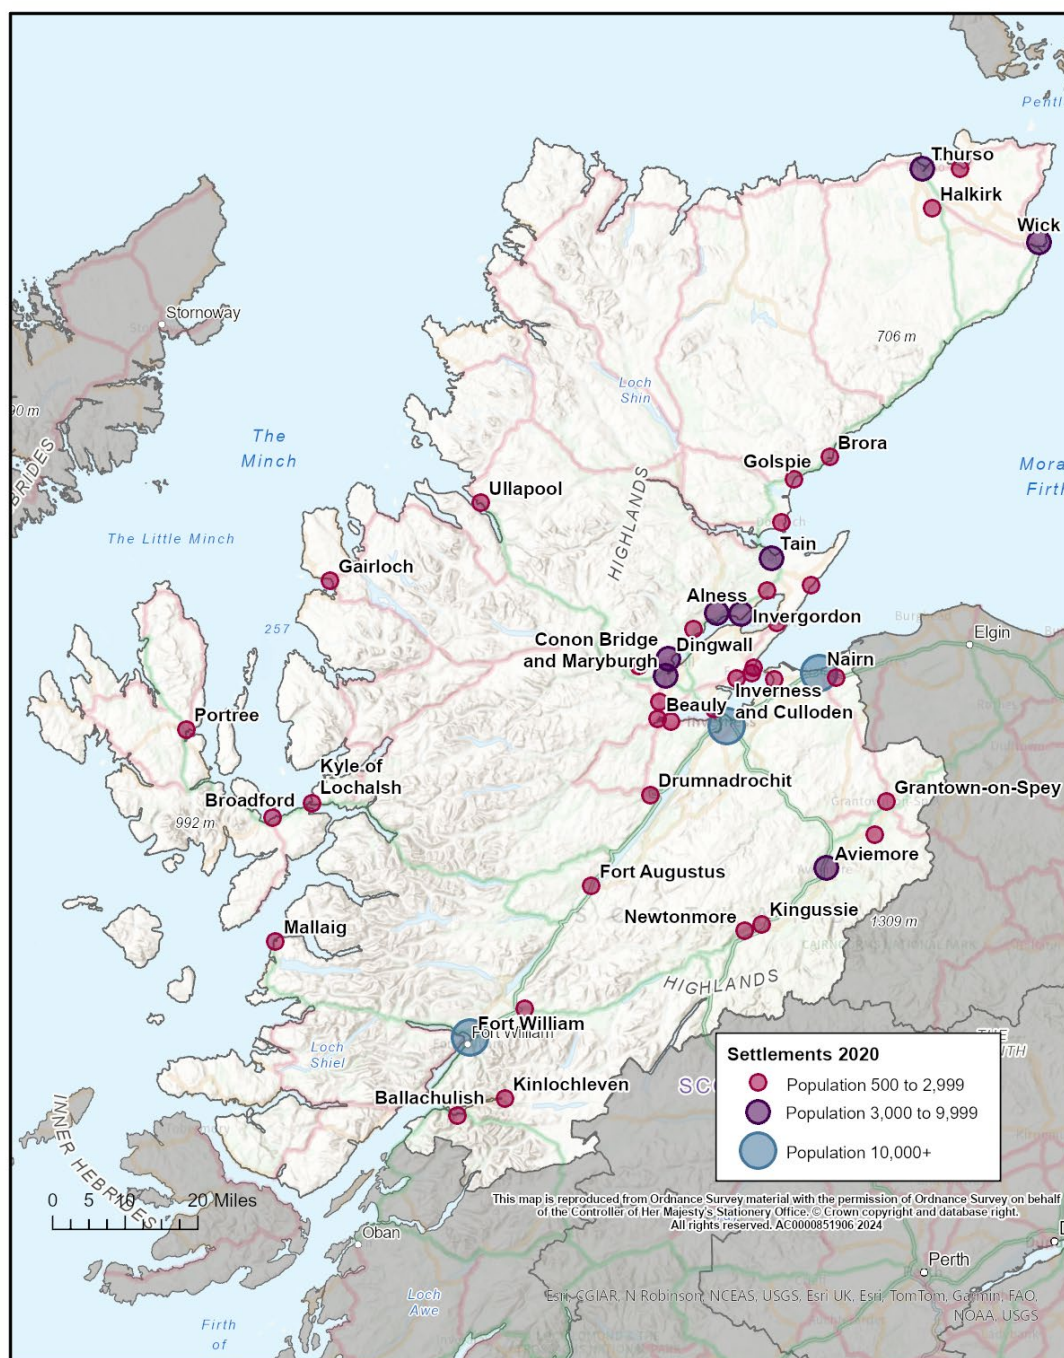 Pentl
Thurso
Halkirk
Wick
Stornoway
706 m
90 m
Loch
Shin
The
Minch
BRIDES
Brora
Golspie
Mora
Firth
Ullapool
HIGHLANDS
The Little Minch
Tain
Gairloch
Alness
Invergordon
257
Conon Bridge
and Maryburgh
Dingwall
Elgin
Nairn
Beauly
Inverness
and Culloden
Portree
Kyle of
Lochalsh
Drumnadrochit
Grantown-on-Spey
Broadford
992 m
Aviemore
Fort Augustus
Newtonmore
Kingussie
1309 m
Mallaig
HIGHLANDS
Fort William
Fort William
Loch
Shiel
Kinlochleven
Ballachulish
INNER HEBRIDES
Settlements 2020
Population 500 to 2,999
Population 3,000 to 9,999
Population 10,000+
SC
0 5 10 20 Miles
This map is reproduced from Ordnance Survey material with the permission of Ordnance Survey on behalf
of the Controller of Her Majesty's Stationery Office. © Crown copyright and database right.
All rights reserved. AC0000851906 2024
Oban
Perth
Loch
Awe
Esri, CGIAR, N Robinson, NCEAS, USGS, Esri UK, Esri, TomTom, Garmin, FAO,
NOAA, USGS
Firth
of